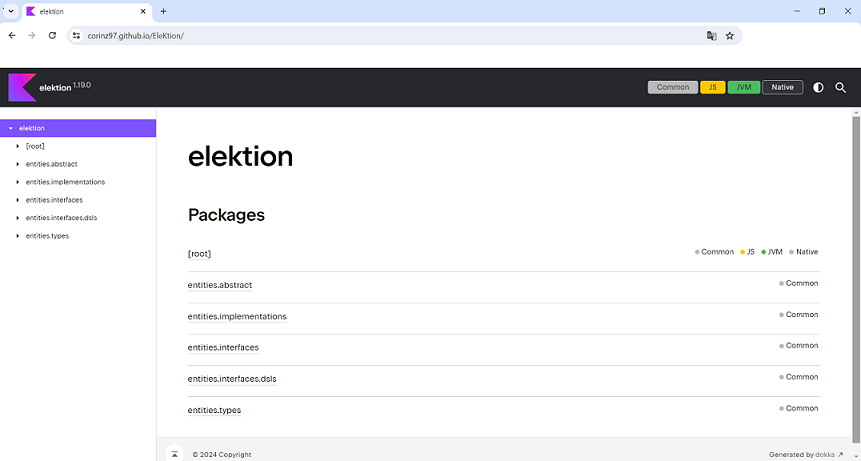 elektion
corinz97.github.io/EleKtion/
elektion 1.19.0
Common JS JVM Native
elektion
[root]
entities.abstract
entities.implementations
entities.interfaces
entities.interfaces.dsls
entities.types
elektion
Packages
[root] Common JS JVM Native
entities.abstract Common
entities.implementations Common
entities.interfaces Common
entities.interfaces.dsls Common
entities.types Common
© 2024 Copyright Generated by dokka